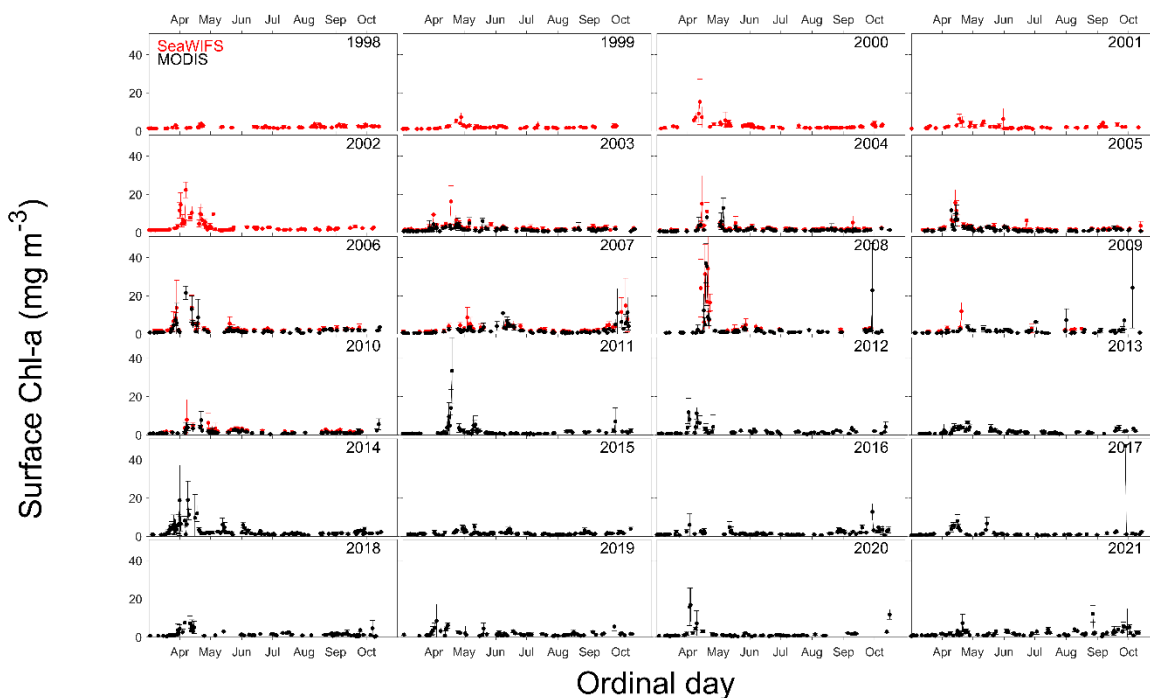 Apr May Jun Jul Aug Sep Oct Apr May Jun Jul Aug Sep Oct Apr May Jun Jul Aug Sep Oct Apr May Jun Jul Aug Sep Oct
SeaWIFS
MODIS
1998 1999 2000 2001
40
20
0
2002 2003 2004 2005
40
20
0
2006 2007 2008 2009
40
20
0
2010 2011 2012 2013
40
20
0
2014 2015 2016 2017
40
20
0
2018 2019 2020 2021
40
20
0
Apr May Jun Jul Aug Sep Oct Apr May Jun Jul Aug Sep Oct Apr May Jun Jul Aug Sep Oct Apr May Jun Jul Aug Sep Oct
Surface Chl-a (mg m⁻³)
Ordinal day